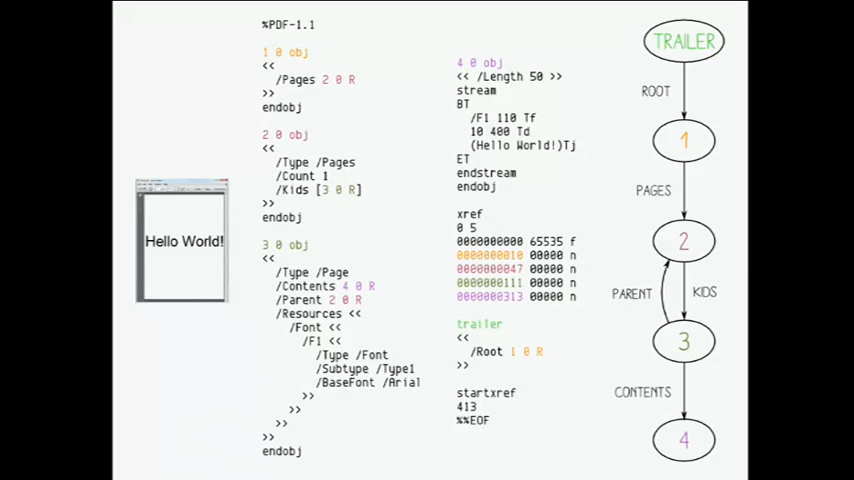 %PDF-1.1
1 0 obj
<<
/Pages 2 0 R
>>
endobj
2 0 obj
<<
/Type /Pages
/Count 1
/Kids [3 0 R]
>>
endobj
3 0 obj
<<
/Type /Page
/Contents 4 0 R
/Parent 2 0 R
/Resources <<
/Font <<
/F1 <<
/Type /Font
/Subtype /Type1
/BaseFont /Arial
>>
>>
>>
>>
endobj
4 0 obj
<< /Length 50 >>
stream
BT
/F1 110 Tf
10 400 Td
(Hello World!)Tj
ET
endstream
endobj
xref
0 5
0000000000 65535 f
0000000010 00000 n
0000000047 00000 n
0000000111 00000 n
0000000313 00000 n
trailer
<<
/Root 1 0 R
>>
startxref
413
%%EOF
Hello World!
TRAILER
ROOT
1
PAGES
2
PARENT
KIDS
3
CONTENTS
4